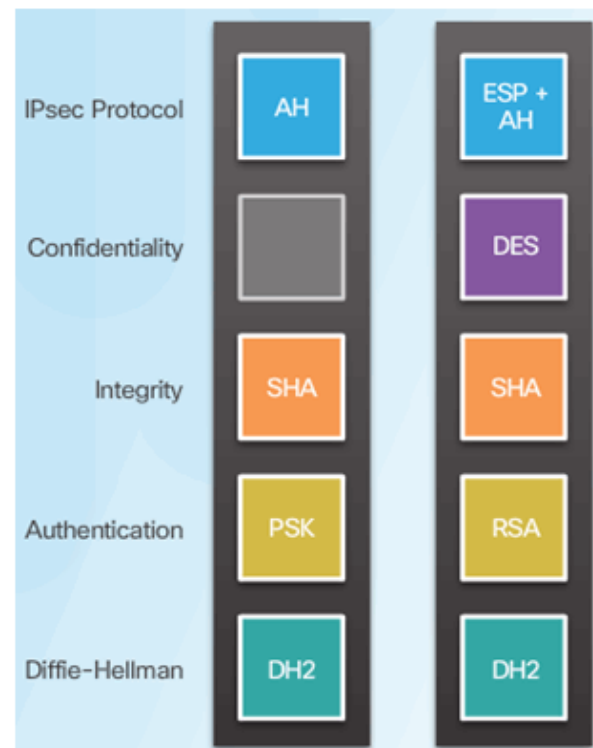 IPsec Protocol AH ESP +
AH
Confidentiality DES
Integrity SHA SHA
Authentication PSK RSA
Diffie-Hellman DH2 DH2